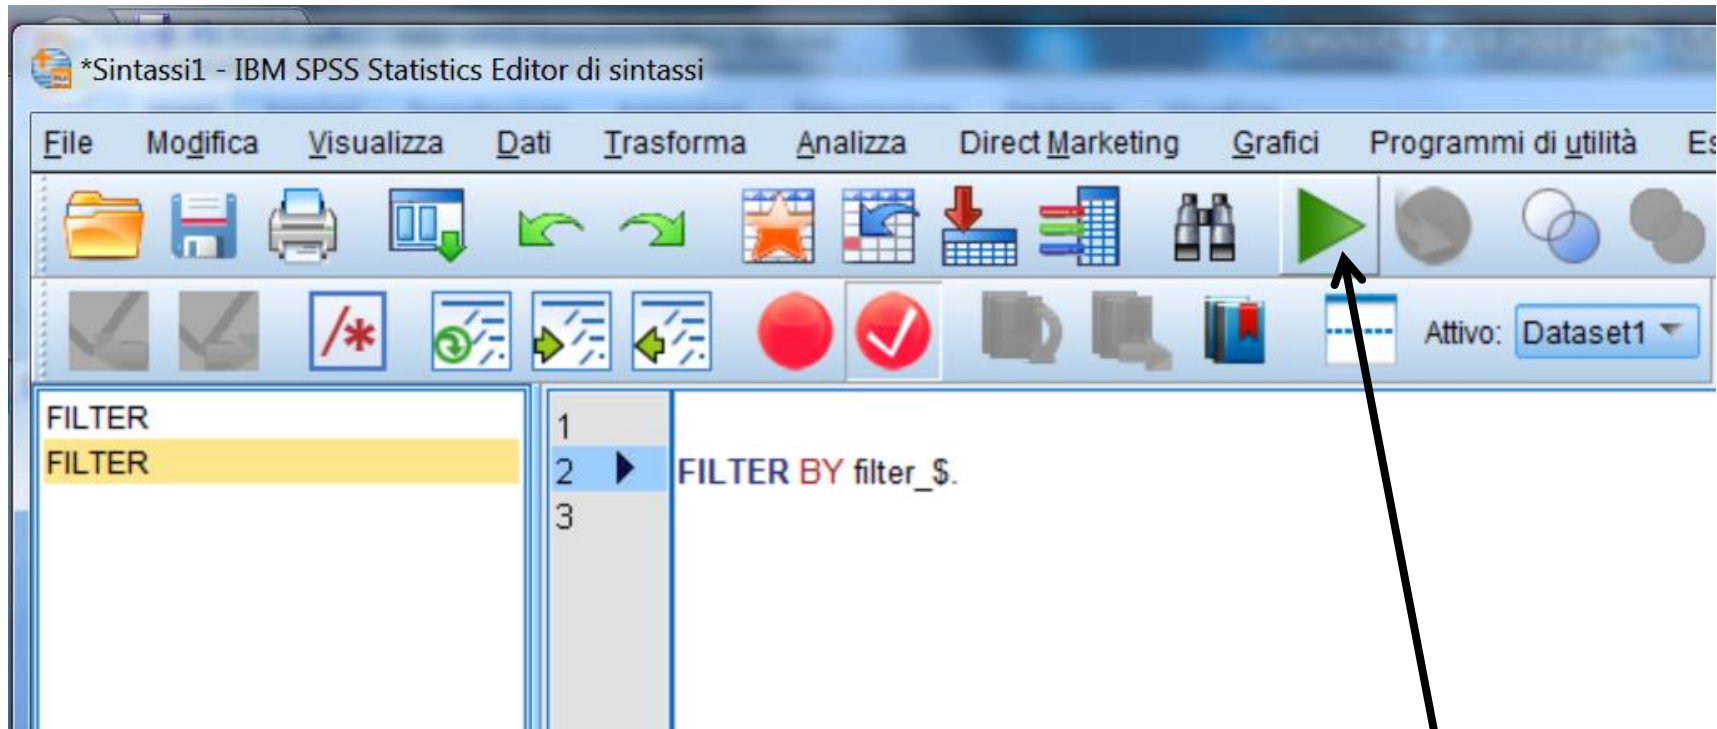 *Sintassi1 - IBM SPSS Statistics Editor di sintassi
File Modifica Visualizza Dati Trasforma Analizza Direct Marketing Grafici Programmi di utilità Es
/*
Attivo: Dataset1
FILTER
FILTER
1
2 FILTER BY filter_$.
3